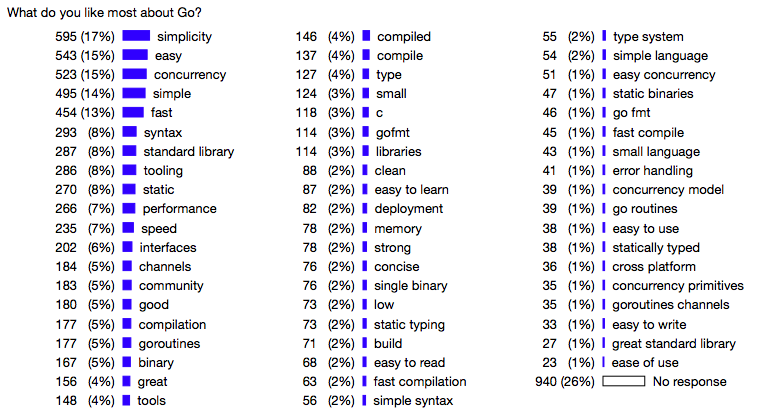 What do you like most about Go?
595 (17%) simplicity
543 (15%) easy
523 (15%) concurrency
495 (14%) simple
454 (13%) fast
293 (8%) syntax
287 (8%) standard library
286 (8%) tooling
270 (8%) static
266 (7%) performance
235 (7%) speed
202 (6%) interfaces
184 (5%) channels
183 (5%) community
180 (5%) good
177 (5%) compilation
177 (5%) goroutines
167 (5%) binary
156 (4%) great
148 (4%) tools
146 (4%) compiled
137 (4%) compile
127 (4%) type
124 (3%) small
118 (3%) c
114 (3%) gofmt
114 (3%) libraries
88 (2%) clean
87 (2%) easy to learn
82 (2%) deployment
78 (2%) memory
78 (2%) strong
76 (2%) concise
76 (2%) single binary
73 (2%) low
73 (2%) static typing
71 (2%) build
68 (2%) easy to read
63 (2%) fast compilation
56 (2%) simple syntax
55 (2%) type system
54 (2%) simple language
51 (1%) easy concurrency
47 (1%) static binaries
46 (1%) go fmt
45 (1%) fast compile
43 (1%) small language
41 (1%) error handling
39 (1%) concurrency model
39 (1%) go routines
38 (1%) easy to use
38 (1%) statically typed
36 (1%) cross platform
35 (1%) concurrency primitives
35 (1%) goroutines channels
33 (1%) easy to write
27 (1%) great standard library
23 (1%) ease of use
940 (26%) No response